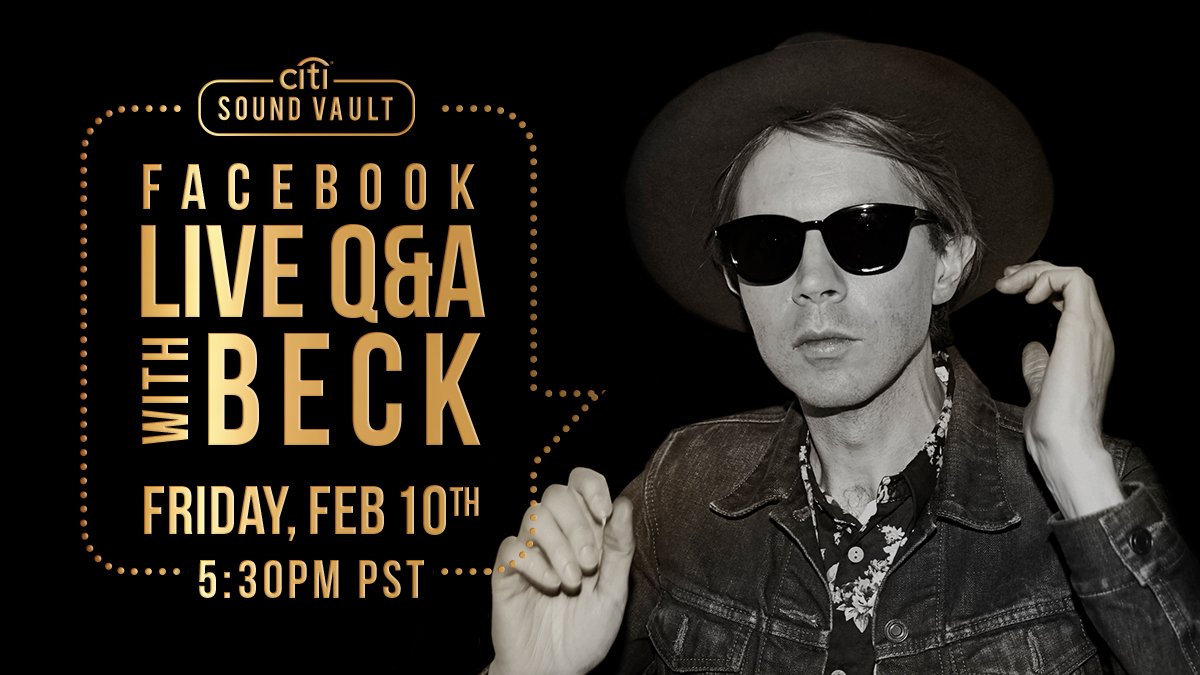 citi
SOUND VAULT
FACEBOOK
LIVE Q&A
WITH BECK
FRIDAY, FEB 10TH
5:30PM PST